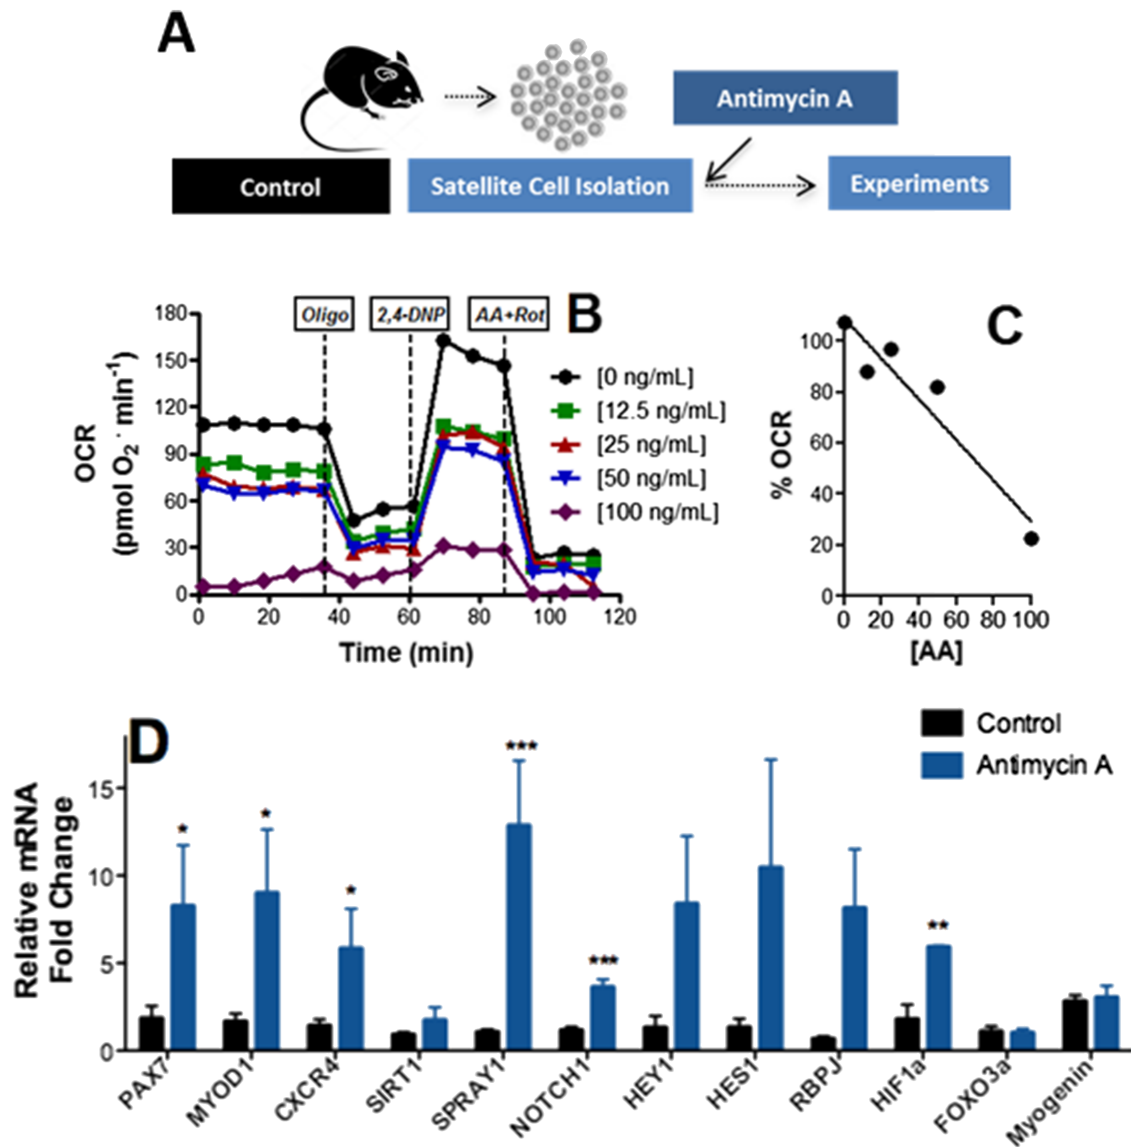 A
Antimycin A
Control
Satellite Cell Isolation
Experiments
B
Oligo
2,4-DNP
AA+Rot
180
150
120
90
60
30
0
OCR
(pmol O2 · min-1)
0 20 40 60 80 100 120
Time (min)
[0 ng/mL]
[12.5 ng/mL]
[25 ng/mL]
[50 ng/mL]
[100 ng/mL]
C
100
80
60
40
20
0
% OCR
0 20 40 60 80 100
[AA]
D
Control
Antimycin A
Relative mRNA
Fold Change
15
10
5
0
*
*
*
***
***
**
PAX7
MYOD1
CXCR4
SIRT1
SPRAY1
NOTCH1
HEY1
HES1
RBPJ
HIF1a
FOXO3a
Myogenin